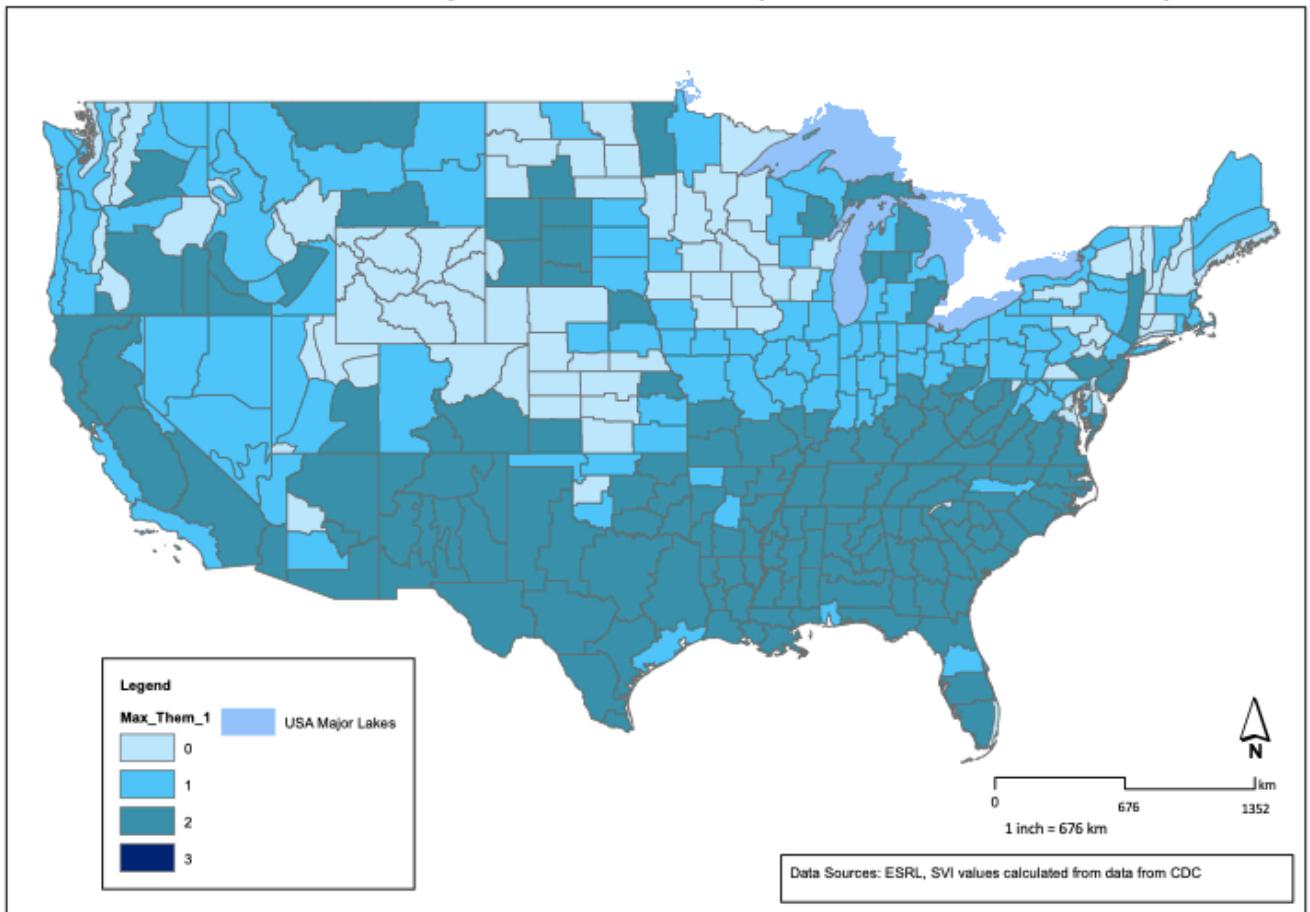 Legend
Max_Them_1
USA Major Lakes
0
1
2
3
N
km
0
676
1352
1 inch = 676 km
Data Sources: ESRL, SVI values calculated from data from CDC